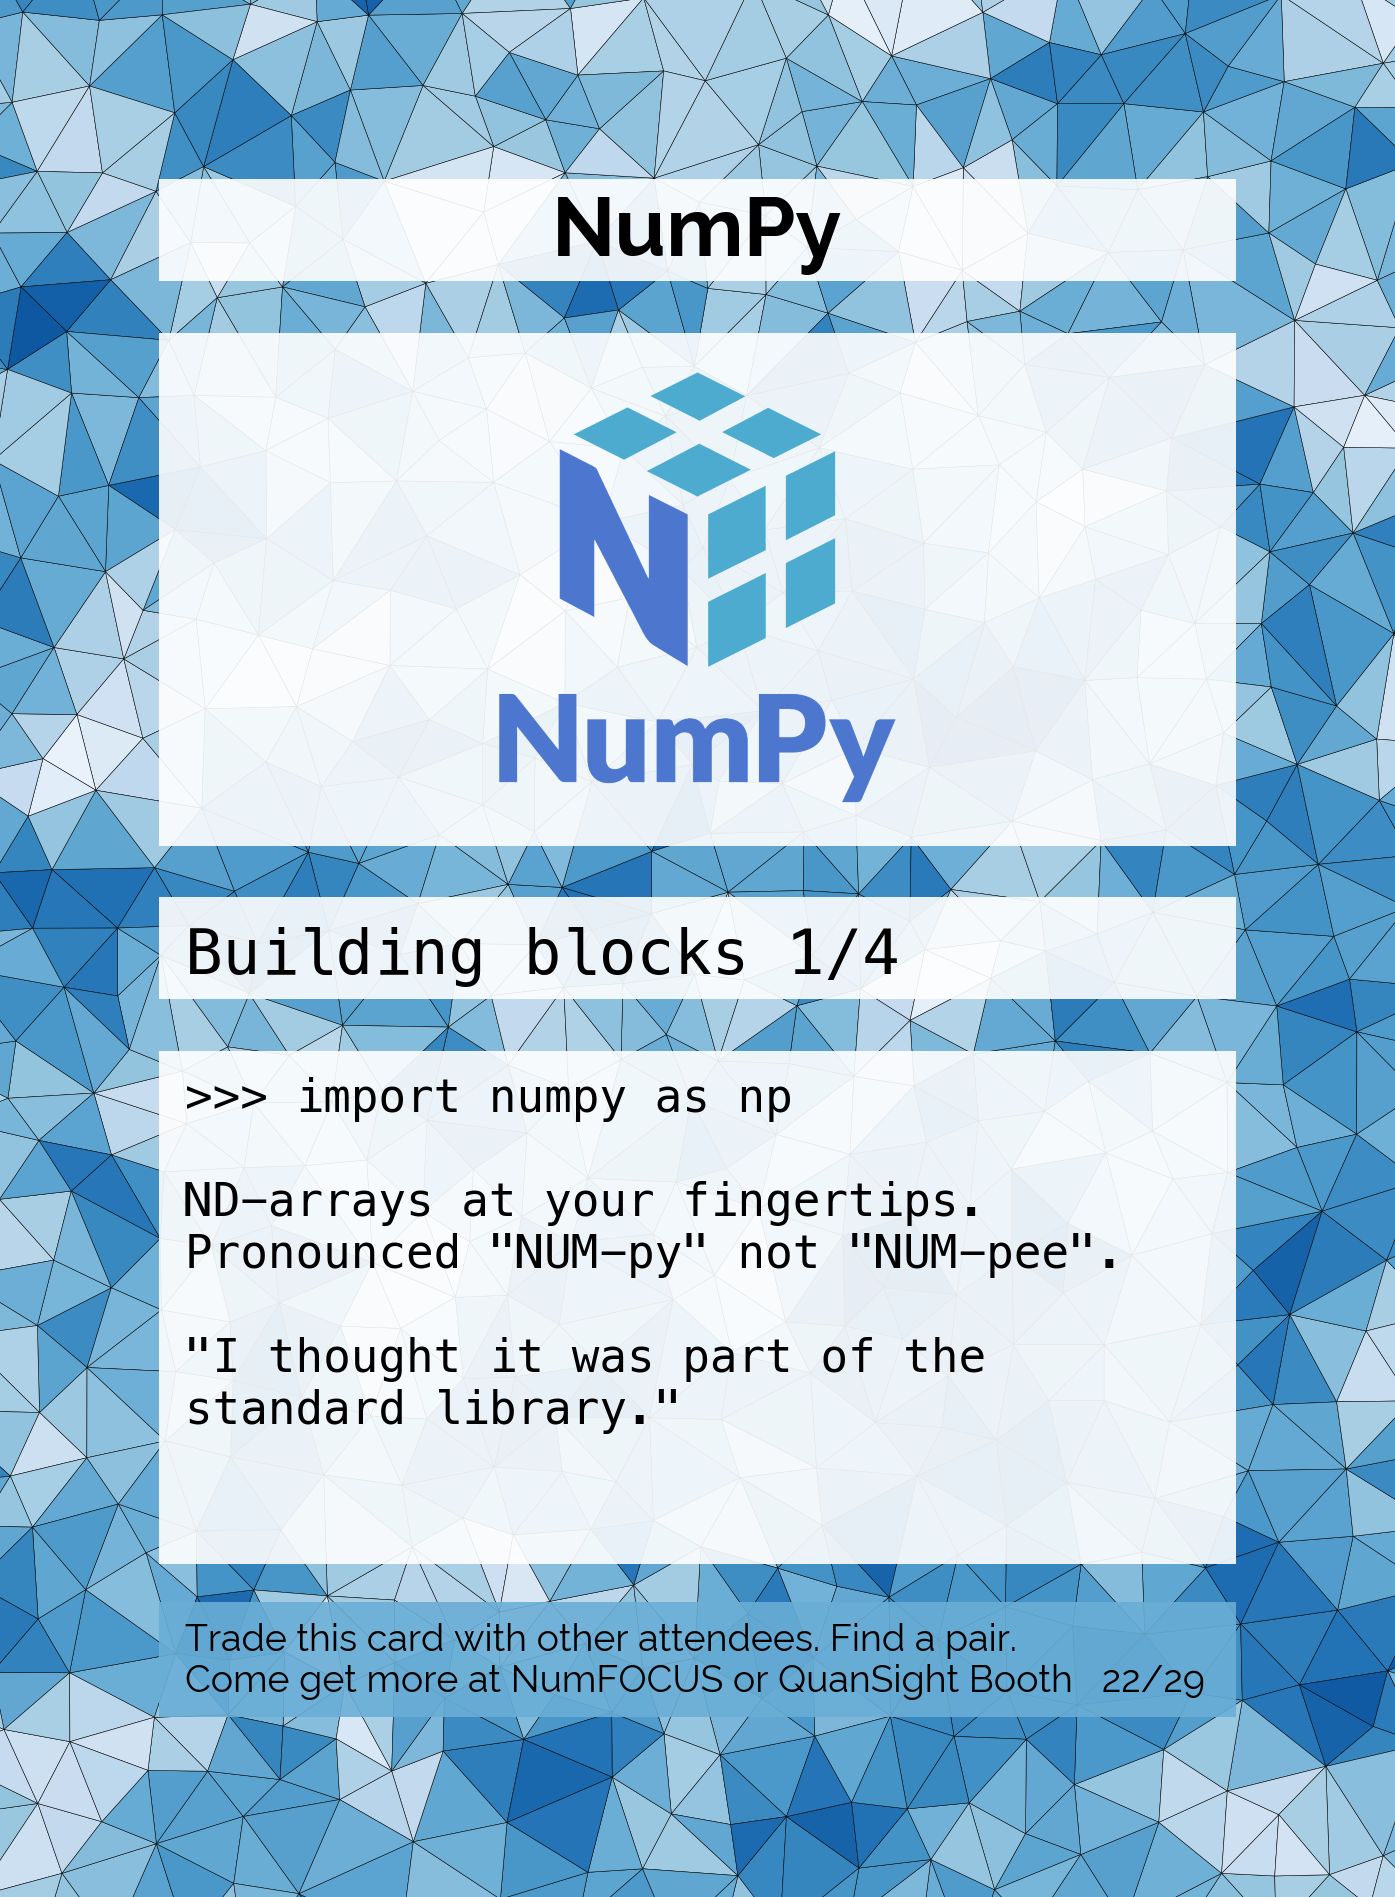 NumPy
NumPy
Building blocks 1/4
>>> import numpy as np
ND-arrays at your fingertips.
Pronounced "NUM-py" not "NUM-pee".
"I thought it was part of the
standard library."
Trade this card with other attendees. Find a pair.
Come get more at NumFOCUS or QuanSight Booth 22/29